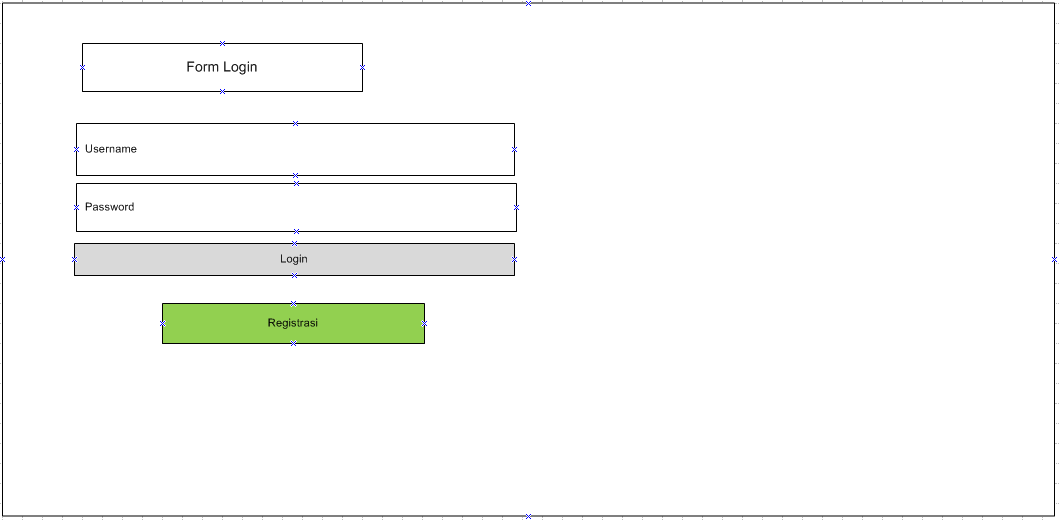 Form Login
Username
Password
Login
Registrasi